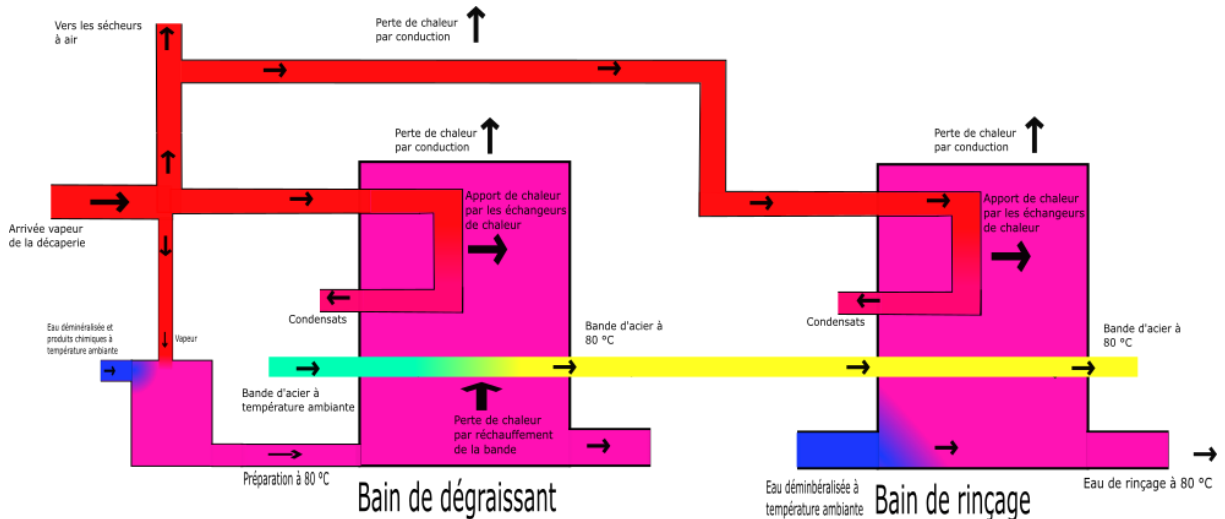 Vers les sécheurs
à air
Perte de chaleur
par conduction
Perte de chaleur
par conduction
Perte de chaleur
par conduction
Arrivée vapeur
de la décaperie
Apport de chaleur
par les échangeurs
de chaleur
Apport de chaleur
par les échangeurs
de chaleur
Condensats
Condensats
Eau déminéralisée et
produits chimiques à
température ambiante
Vapeur
Bande d'acier à
80 °C
Bande d'acier à
80 °C
Bande d'acier à
température ambiante
Perte de chaleur
par réchauffement
de la bande
Préparation à 80 °C
Bain de dégraissant
Eau déminbéralisée à
température ambiante
Bain de rinçage
Eau de rinçage à 80 °C